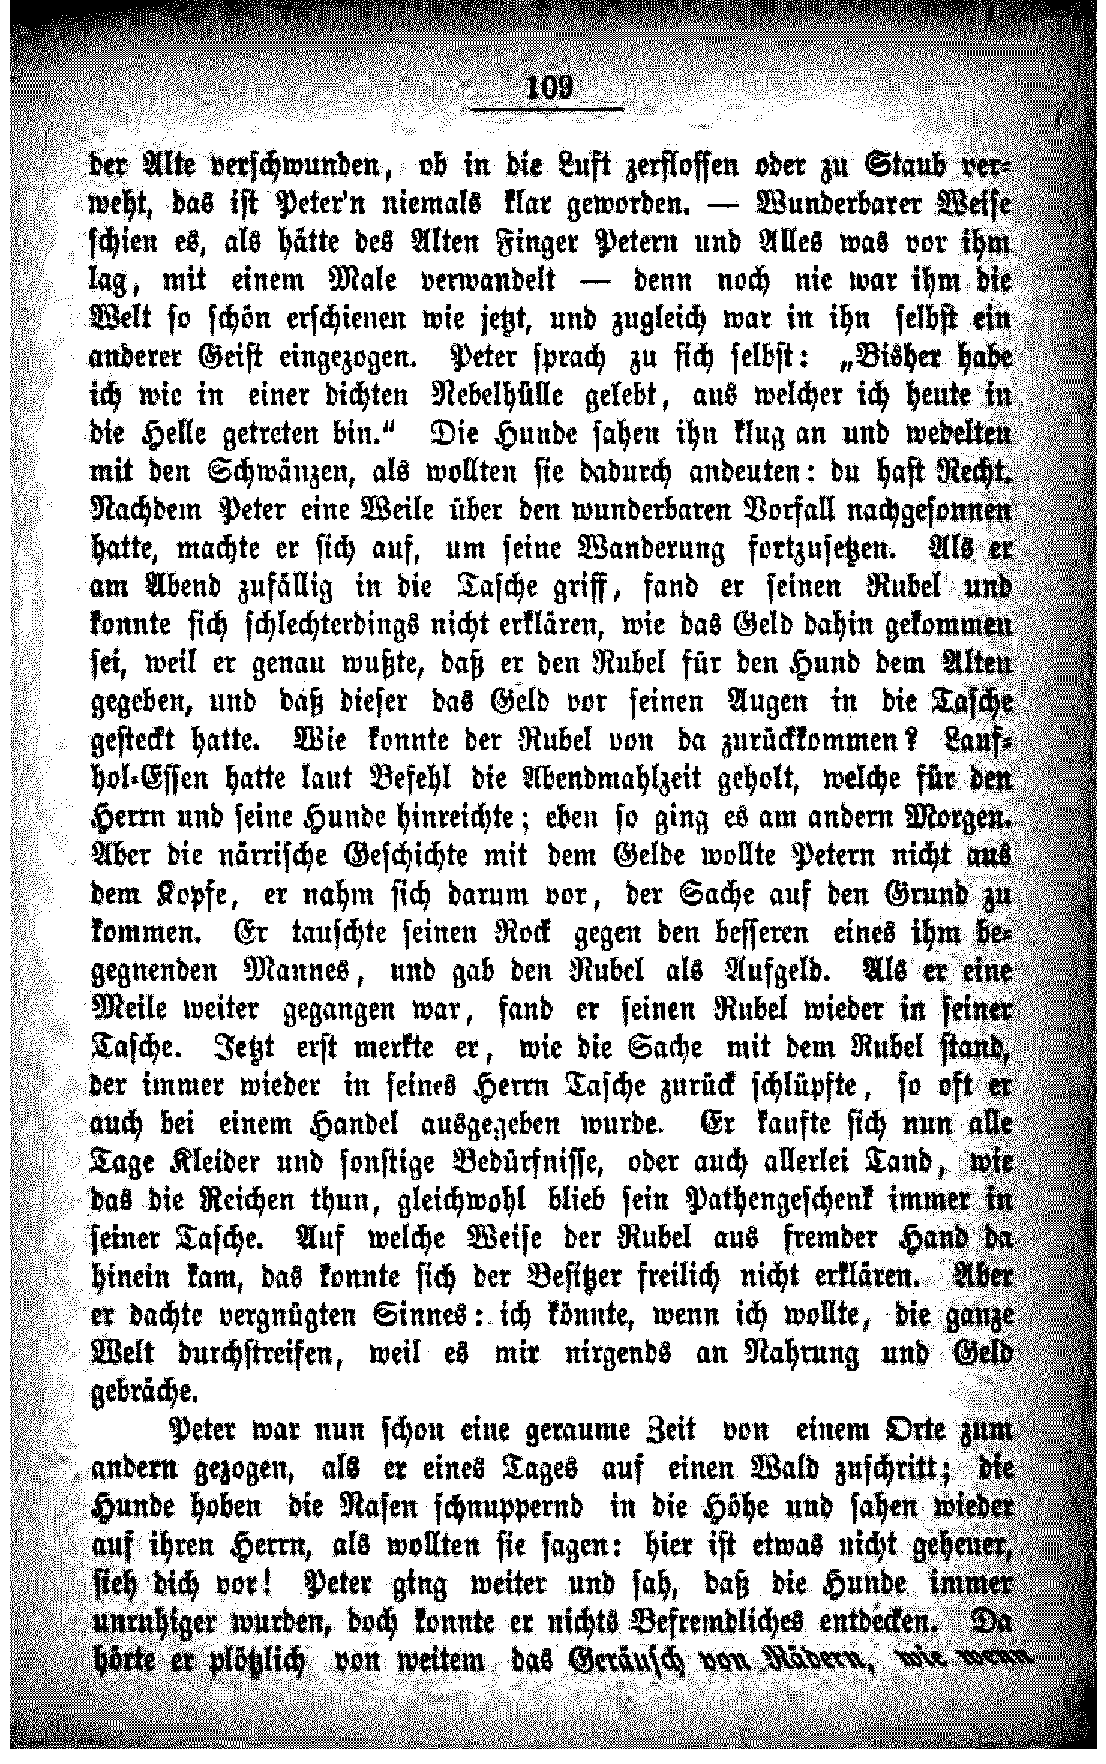 109
der Alte verschwunden, ob in die Luft zerflossen oder zu Staub ver-
weht, das ist Peter'n niemals klar geworden. — Wunderbarer Weise
schien es, als hätte des Alten Finger Petern und Alles was vor ihm
lag, mit einem Male verwandelt — denn noch nie war ihm die
Welt so schön erschienen wie jetzt, und zugleich war in ihn selbst ein
anderer Geist eingezogen. Peter sprach zu sich selbst: „Bisher habe
ich wie in einer dichten Nebelhülle gelebt, aus welcher ich heute in
die Helle getreten bin.“ Die Hunde sahen ihn klug an und wedelten
mit den Schwänzen, als wollten sie dadurch andeuten: du hast Recht.
Nachdem Peter eine Weile über den wunderbaren Vorfall nachgesonnen
hatte, machte er sich auf, um seine Wanderung fortzusetzen. Als er
am Abend zufällig in die Tasche griff, fand er seinen Rubel und
konnte sich schlechterdings nicht erklären, wie das Geld dahin gekommen
sei, weil er genau wußte, daß er den Rubel für den Hund dem Alten
gegeben, und daß dieser das Geld vor seinen Augen in die Tasche
gesteckt hatte. Wie konnte der Rubel von da zurückkommen? Lauf-
hol-Essen hatte laut Befehl die Abendmahlzeit geholt, welche für den
Herrn und seine Hunde hinreichte; eben so ging es am andern Morgen.
Aber die närrische Geschichte mit dem Gelde wollte Petern nicht aus
dem Kopfe, er nahm sich darum vor, der Sache auf den Grund zu
kommen. Er tauschte seinen Rock gegen den besseren eines ihm be-
gegnenden Mannes, und gab den Rubel als Aufgeld. Als er eine
Meile weiter gegangen war, fand er seinen Rubel wieder in seiner
Tasche. Jetzt erst merkte er, wie die Sache mit dem Rubel stand,
der immer wieder in seines Herrn Tasche zurück schlüpfte, so oft er
auch bei einem Handel ausgegeben wurde. Er kaufte sich nun alle
Tage Kleider und sonstige Bedürfnisse, oder auch allerlei Tand, wie
das die Reichen thun, gleichwohl blieb sein Pathengeschenk immer in
seiner Tasche. Auf welche Weise der Rubel aus fremder Hand da
hinein kam, das konnte sich der Besitzer freilich nicht erklären. Aber
er dachte vergnügten Sinnes: ich könnte, wenn ich wollte, die ganze
Welt durchstreifen, weil es mir nirgends an Nahrung und Geld
gebräche.
Peter war nun schon eine geraume Zeit von einem Orte zum
andern gezogen, als er eines Tages auf einen Wald zuschritt; die
Hunde hoben die Nasen schnuppernd in die Höhe und sahen wieder
auf ihren Herrn, als wollten sie sagen: hier ist etwas nicht geheuer,
sieh dich vor! Peter ging weiter und sah, daß die Hunde immer
unruhiger wurden, doch konnte er nichts Befremdliches entdecken. Da
hörte er plötzlich von weitem das Geräusch von Rädern, wie wenn